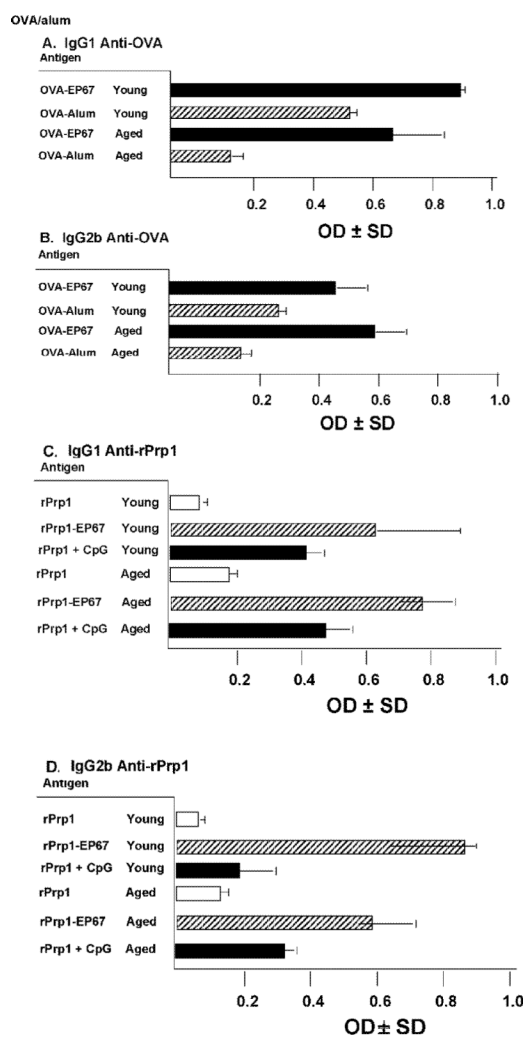 OVA/alum
A. IgG1 Anti-OVA
Antigen
OVA-EP67 Young
OVA-Alum Young
OVA-EP67 Aged
OVA-Alum Aged
0.2 0.4 0.6 0.8 1.0
OD ± SD
B. IgG2b Anti-OVA
Antigen
OVA-EP67 Young
OVA-Alum Young
OVA-EP67 Aged
OVA-Alum Aged
0.2 0.4 0.6 0.8 1.0
OD ± SD
C. IgG1 Anti-rPrp1
Antigen
rPrp1 Young
rPrp1-EP67 Young
rPrp1 + CpG Young
rPrp1 Aged
rPrp1-EP67 Aged
rPrp1 + CpG Aged
0.2 0.4 0.6 0.8 1.0
OD ± SD
D. IgG2b Anti-rPrp1
Antigen
rPrp1 Young
rPrp1-EP67 Young
rPrp1 + CpG Young
rPrp1 Aged
rPrp1-EP67 Aged
rPrp1 + CpG Aged
0.2 0.4 0.6 0.8 1.0
OD± SD